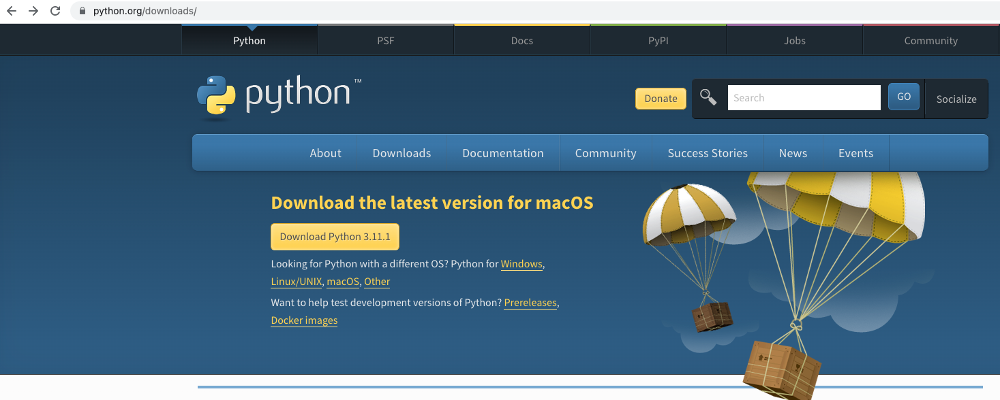 python.org/downloads/
Python PSF Docs PyPI Jobs Community
python™
Donate Search GO Socialize
About Downloads Documentation Community Success Stories News Events
Download the latest version for macOS
Download Python 3.11.1
Looking for Python with a different OS? Python for Windows,
Linux/UNIX, macOS, Other
Want to help test development versions of Python? Prereleases,
Docker images